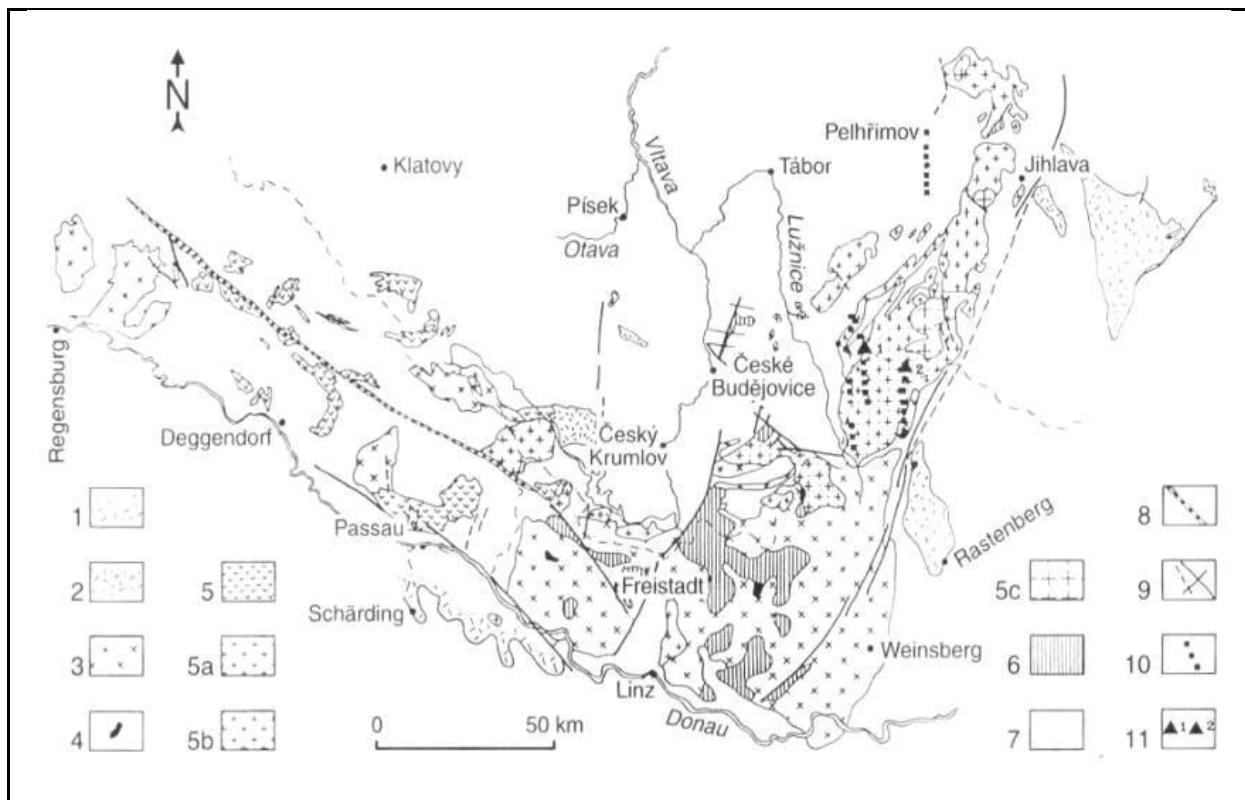 N
Klatovy
Pelhřimov
Jihlava
Tábor
Vltava
Písek
Otava
Lužnice
1
2
České
Budějovice
Regensburg
Deggendorf
Český
Krumlov
Passau
Freistadt
Schärding
Rastenberg
Weinsberg
Linz
Donau
0 50 km
1
2
3
4
5
5a
5b
5c
6
7
8
9
10
11
1 2